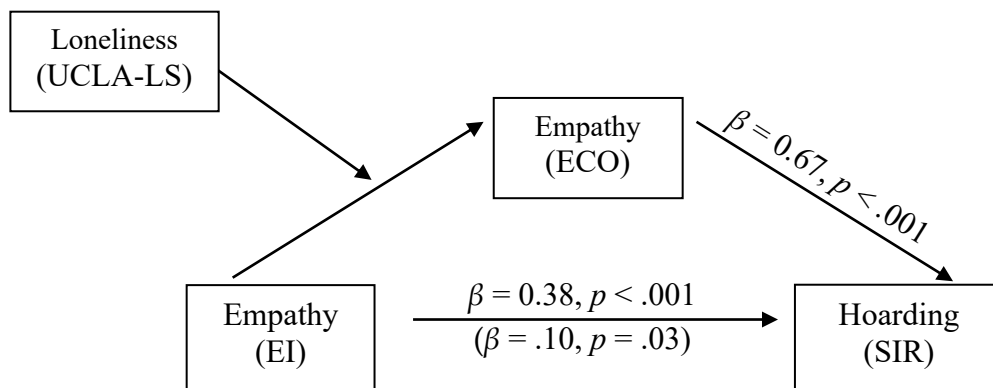 Loneliness
(UCLA-LS)
Empathy
(ECO)
β = 0.67, p < .001
Empathy
(EI)
β = 0.38, p < .001
(β = .10, p = .03)
Hoarding
(SIR)